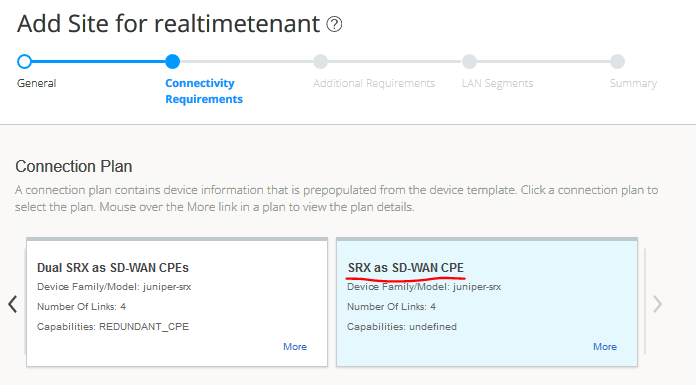 Add Site for realtimetenant ?
General
Connectivity
Requirements
Additional Requirements
LAN Segments
Summary
Connection Plan
A connection plan contains device information that is prepopulated from the device template. Click a connection plan to
select the plan. Mouse over the More link in a plan to view the plan details.
Dual SRX as SD-WAN CPEs
Device Family/Model: juniper-srx
Number Of Links: 4
Capabilities: REDUNDANT_CPE
More
SRX as SD-WAN CPE
Device Family/Model: juniper-srx
Number Of Links: 4
Capabilities: undefined
More